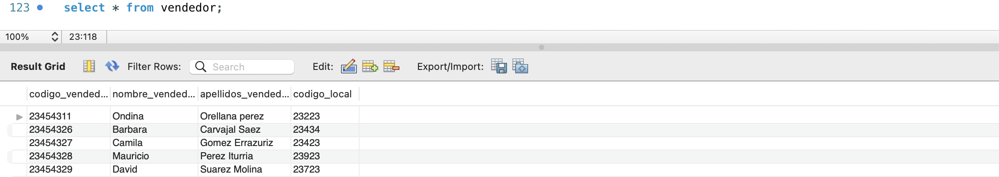 123 select * from vendedor;
100% 23:118
Result Grid Filter Rows: Search Edit: Export/Import:
codigo_vended... nombre_vended... apellidos_vended... codigo_local
23454311 Ondina Orellana perez 23223
23454326 Barbara Carvajal Saez 23434
23454327 Camila Gomez Errazuriz 23423
23454328 Mauricio Perez Iturria 23923
23454329 David Suarez Molina 23723